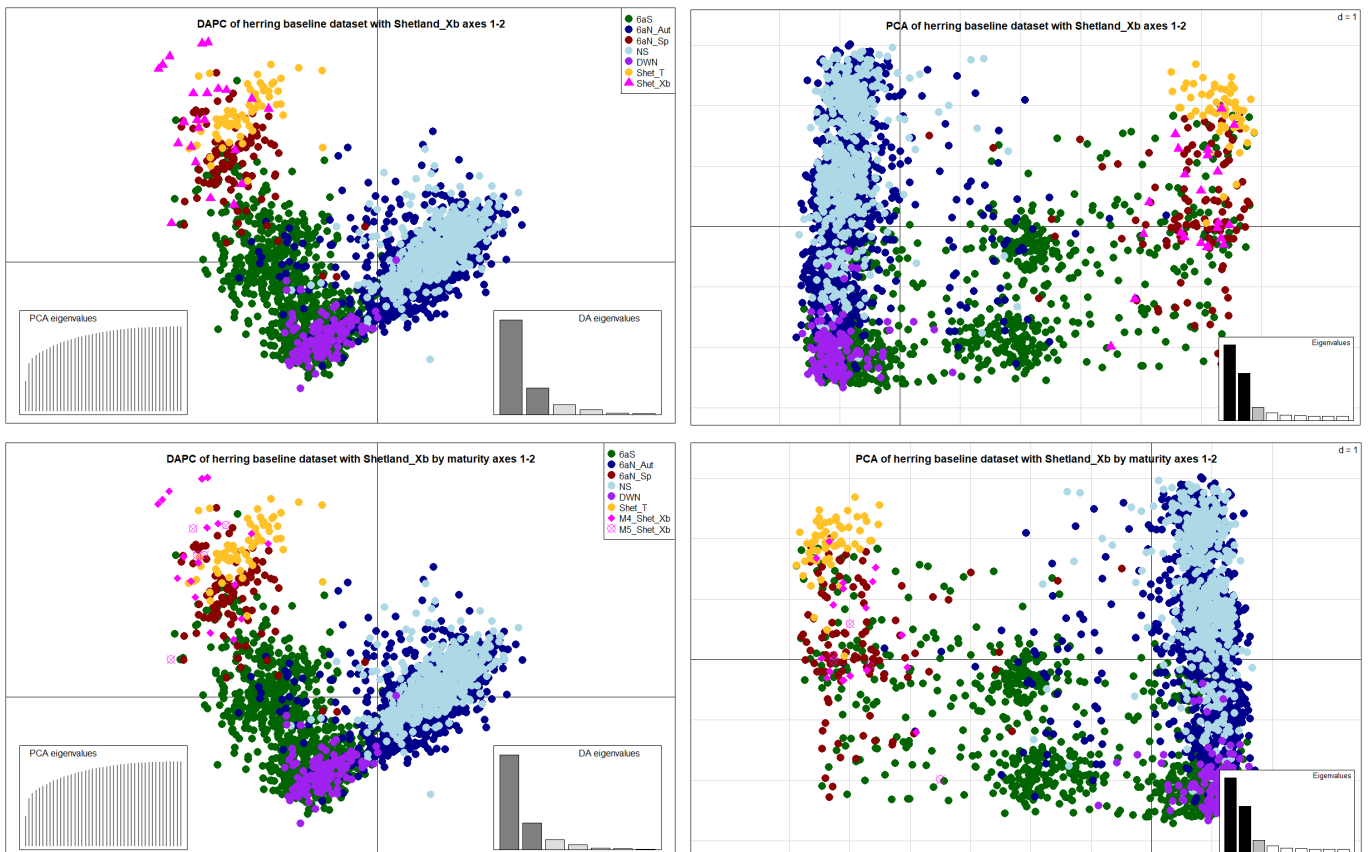 DAPC of herring baseline dataset with Shetland_Xb axes 1-2
6aS
6aN_Aut
6aN_Sp
NS
DWN
Shet_T
Shet_Xb
PCA eigenvalues
DA eigenvalues
PCA of herring baseline dataset with Shetland_Xb axes 1-2
d = 1
Eigenvalues
DAPC of herring baseline dataset with Shetland_Xb by maturity axes 1-2
6aS
6aN_Aut
6aN_Sp
NS
DWN
Shet_T
M4_Shet_Xb
M5_Shet_Xb
PCA eigenvalues
DA eigenvalues
PCA of herring baseline dataset with Shetland_Xb by maturity axes 1-2
d = 1
Eigenvalues